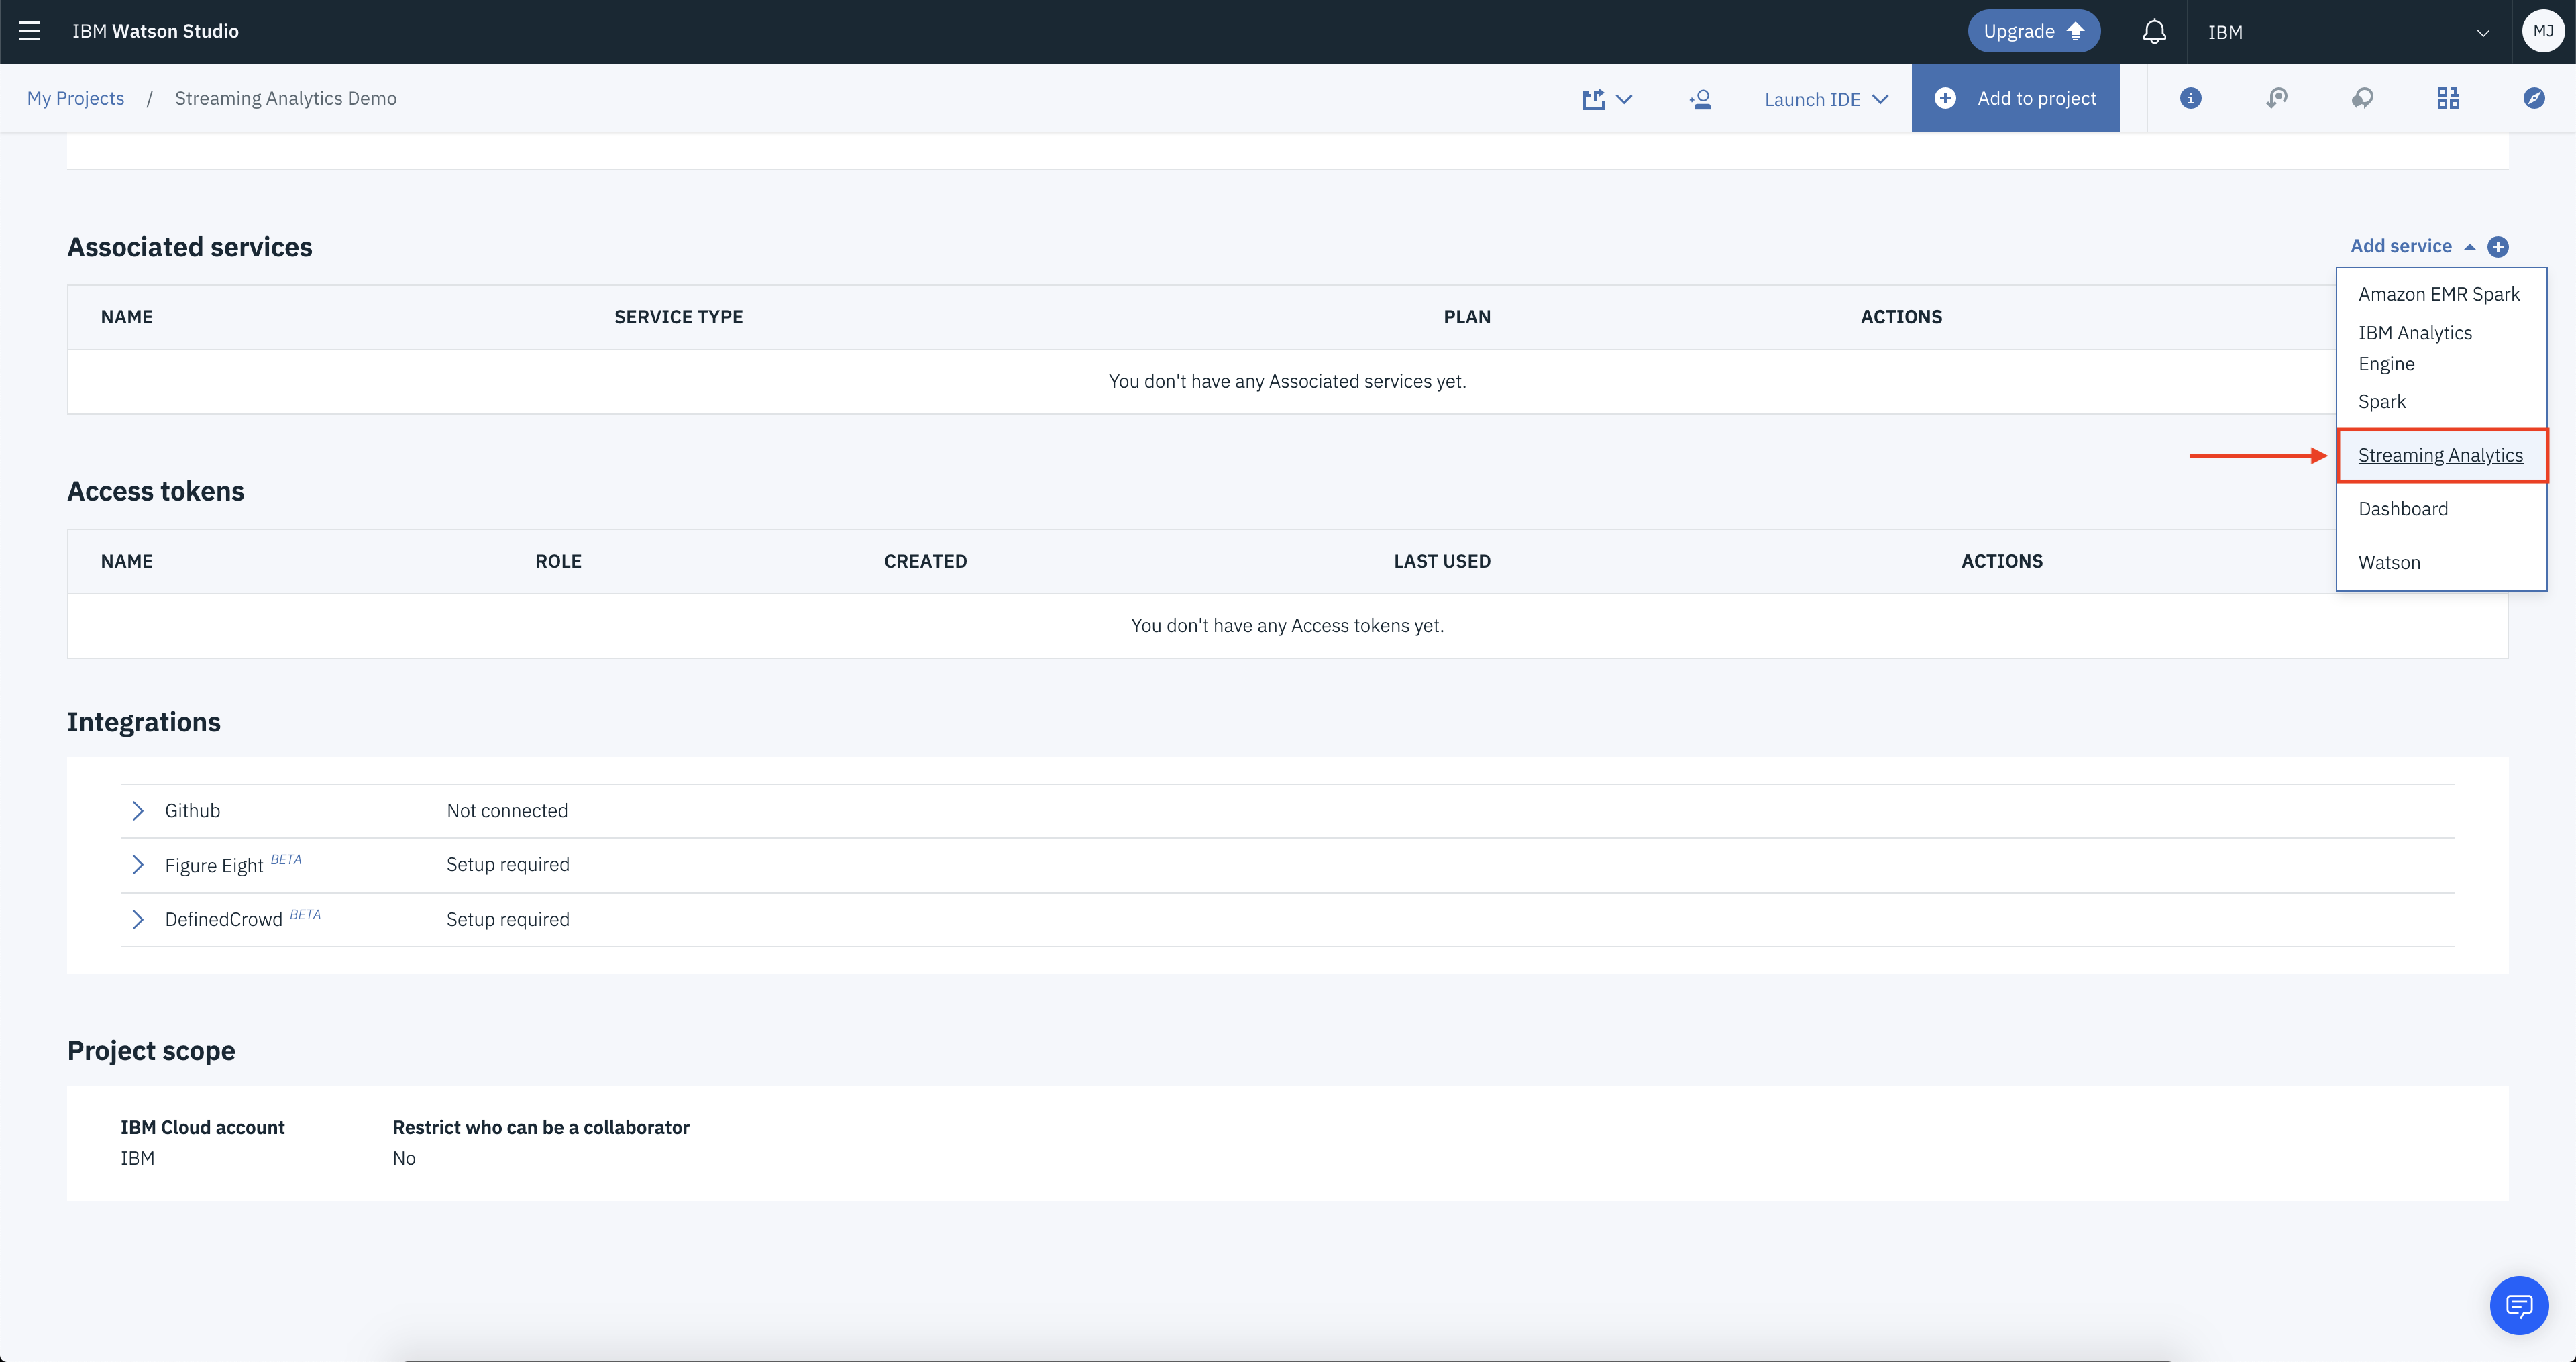 IBM Watson Studio
Upgrade
IBM
MJ
My Projects / Streaming Analytics Demo
Launch IDE
Add to project
Associated services
Add service
NAME SERVICE TYPE PLAN ACTIONS
You don't have any Associated services yet.
Amazon EMR Spark
IBM Analytics
Engine
Spark
Streaming Analytics
Dashboard
Watson
Access tokens
NAME ROLE CREATED LAST USED ACTIONS
You don't have any Access tokens yet.
Integrations
Github Not connected
Figure Eight BETA Setup required
DefinedCrowd BETA Setup required
Project scope
IBM Cloud account Restrict who can be a collaborator
IBM No